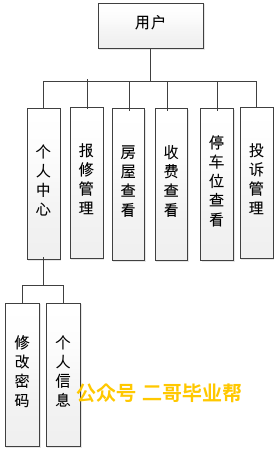 用户
个人中心
报修管理
房屋查看
收费查看
停车位查看
投诉管理
修改密码
个人信息
公众号 二哥毕业帮